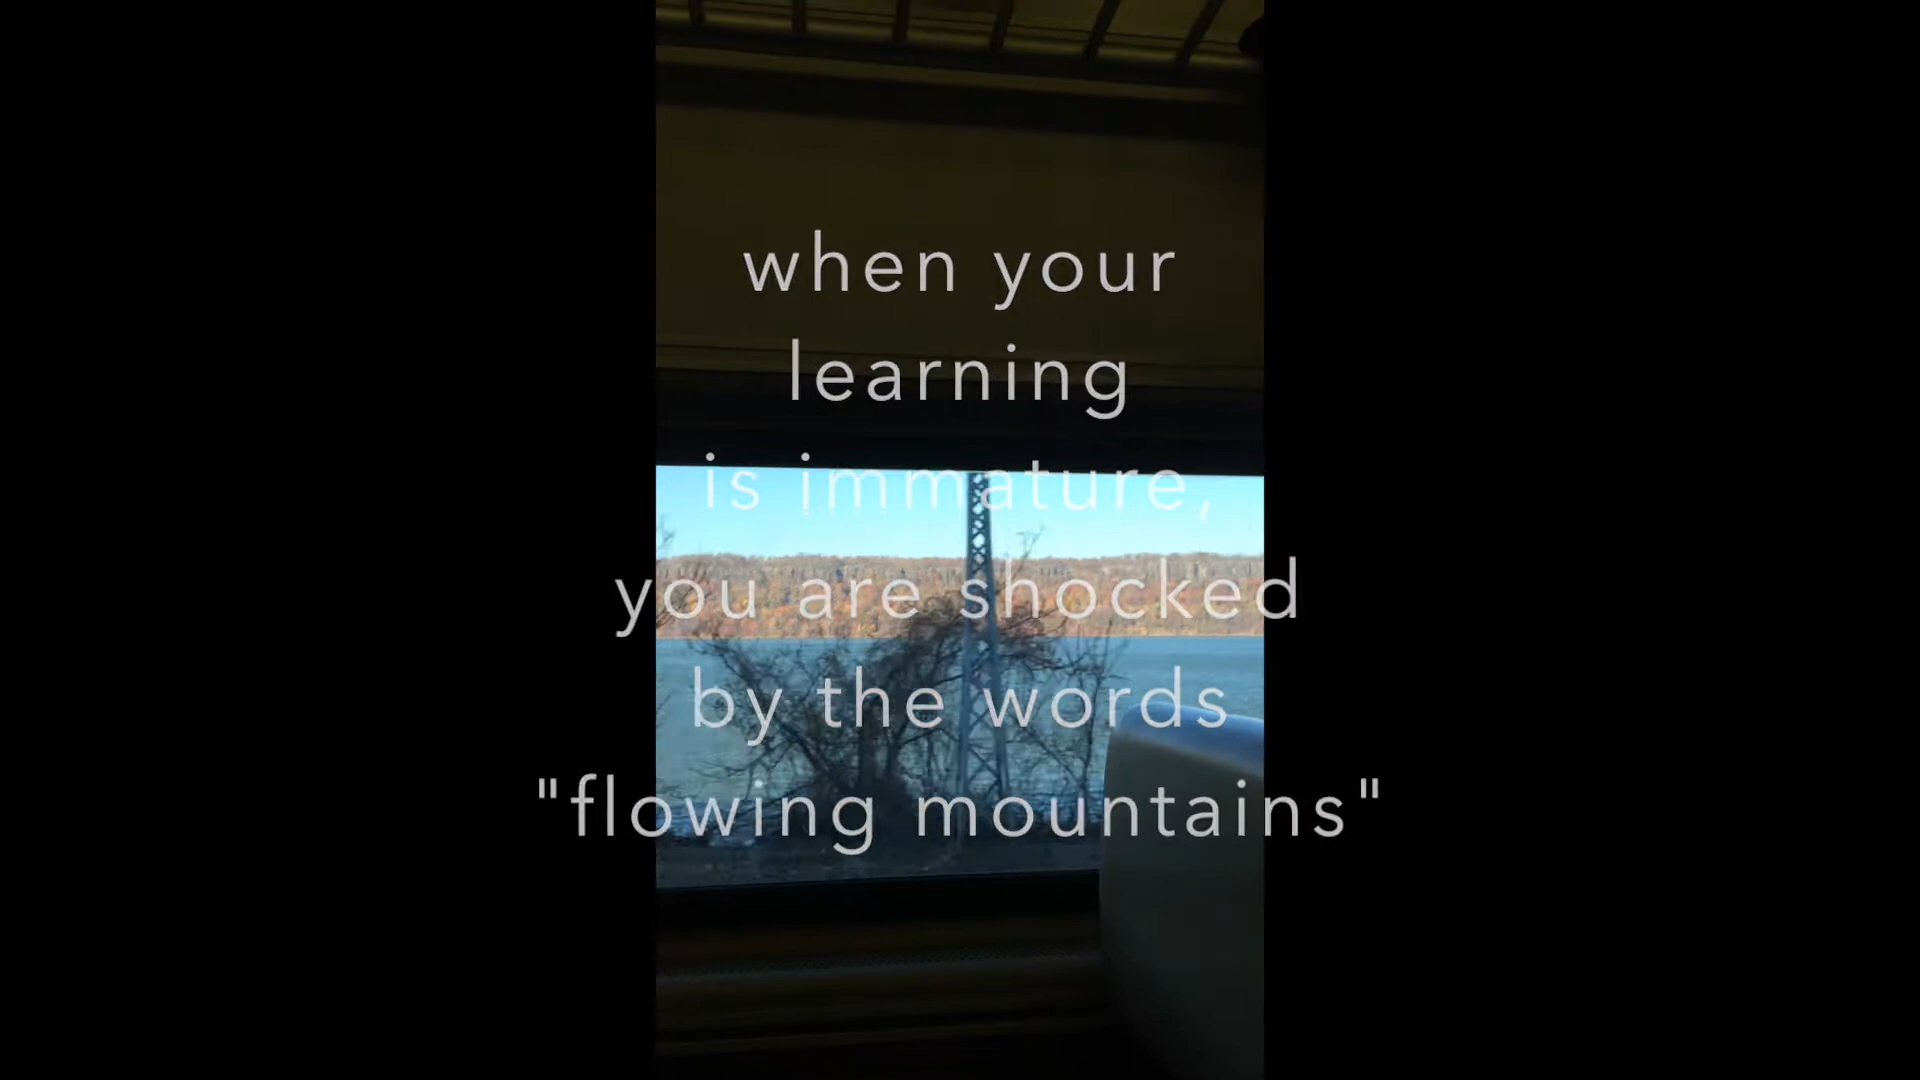 when your
learning
is immature,
you are shocked
by the words
"flowing mountains"